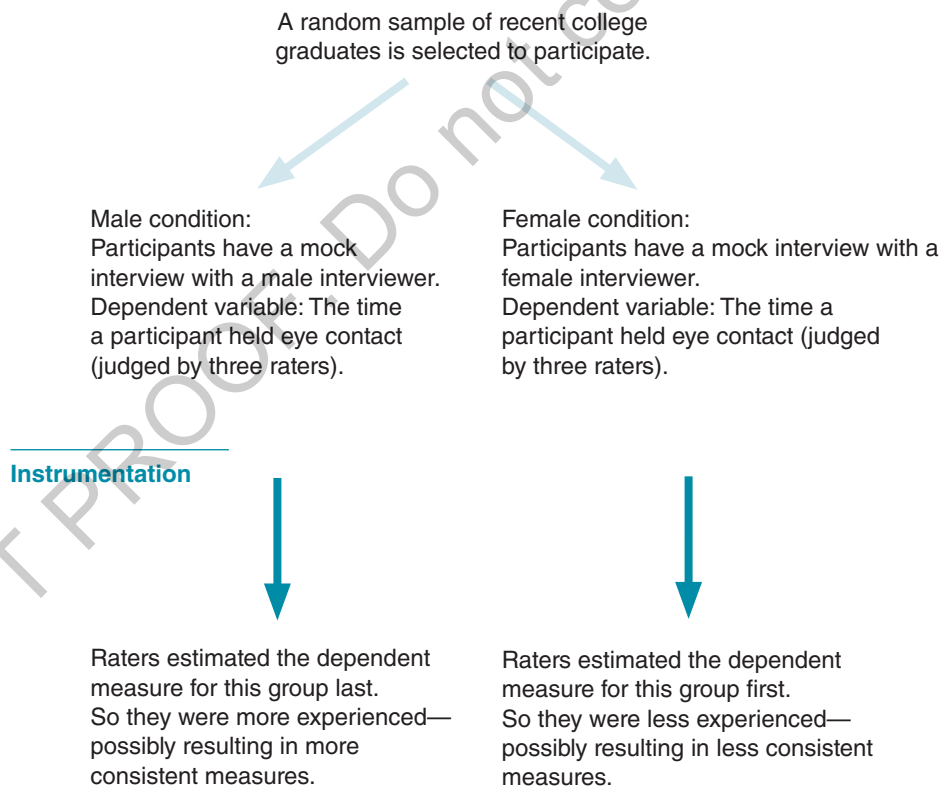 A random sample of recent college
graduates is selected to participate.
Male condition:
Participants have a mock
interview with a male interviewer.
Dependent variable: The time
a participant held eye contact
(judged by three raters).
Female condition:
Participants have a mock interview with a
female interviewer.
Dependent variable: The time a
participant held eye contact (judged
by three raters).
Instrumentation
Raters estimated the dependent
measure for this group last.
So they were more experienced—
possibly resulting in more
consistent measures.
Raters estimated the dependent
measure for this group first.
So they were less experienced—
possibly resulting in less consistent
measures.
T PROOF. Do not co